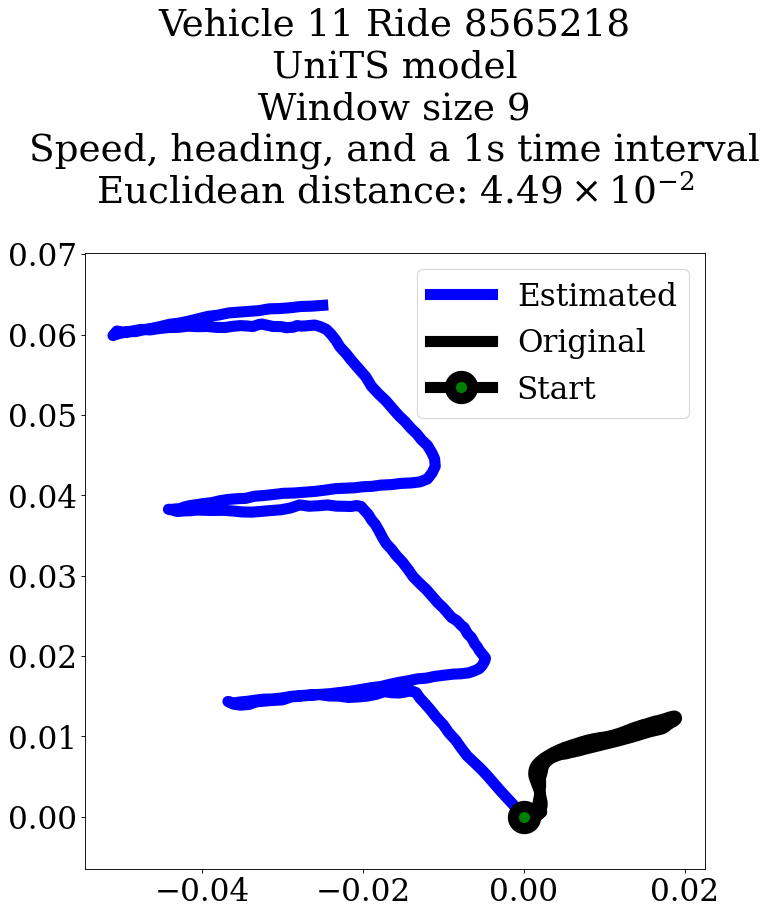 Vehicle 11 Ride 8565218
UniTS model
Window size 9
Speed, heading, and a 1s time interval
Euclidean distance: 4.49 × 10⁻²
0.07
Estimated
Original
Start
0.06
0.05
0.04
0.03
0.02
0.01
0.00
−0.04 −0.02 0.00 0.02